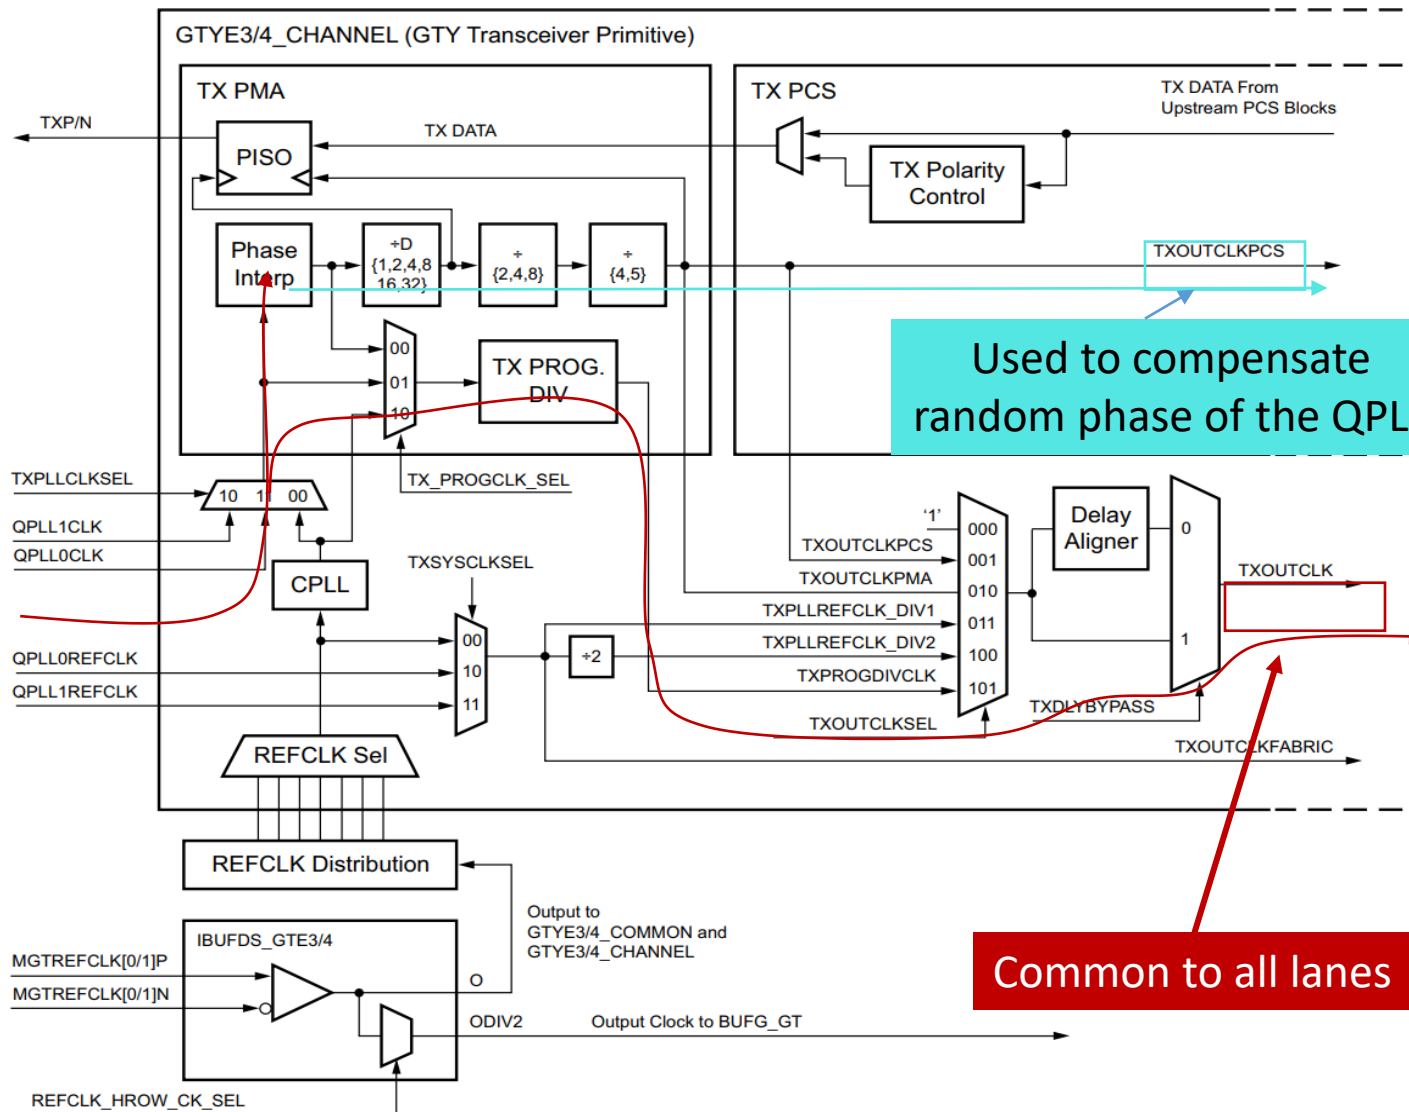 GTYE3/4_CHANNEL (GTY Transceiver Primitive)
TX PMA
TX PCS
TX DATA From
Upstream PCS Blocks
TXP/N
TX DATA
PISO
TX Polarity
Control
Phase
Interp
÷D
{1,2,4,8
16,32}
÷
{2,4,8}
÷
{4,5}
TXOUTCLKPCS
00
01
10
TX PROG.
DIV
Used to compensate
random phase of the QPL
TXPLLCLKSEL
10 11 00
TX_PROGCLK_SEL
QPLL1CLK
QPLL0CLK
CPLL
TXSYSCLKSEL
'1'
000
TXOUTCLKPCS
001
TXOUTCLKPMA
010
TXPLLREFCLK_DIV1
011
TXPLLREFCLK_DIV2
100
TXPROGDIVCLK
101
Delay
Aligner
0
1
TXOUTCLK
QPLL0REFCLK
QPLL1REFCLK
00
10
11
÷2
TXOUTCLKSEL
TXDLYBYPASS
TXOUTCLKFABRIC
REFCLK Sel
REFCLK Distribution
Output to
GTYE3/4_COMMON and
GTYE3/4_CHANNEL
IBUFDS_GTE3/4
MGTREFCLK[0/1]P
MGTREFCLK[0/1]N
O
ODIV2
Output Clock to BUFG_GT
REFCLK_HROW_CK_SEL
Common to all lanes